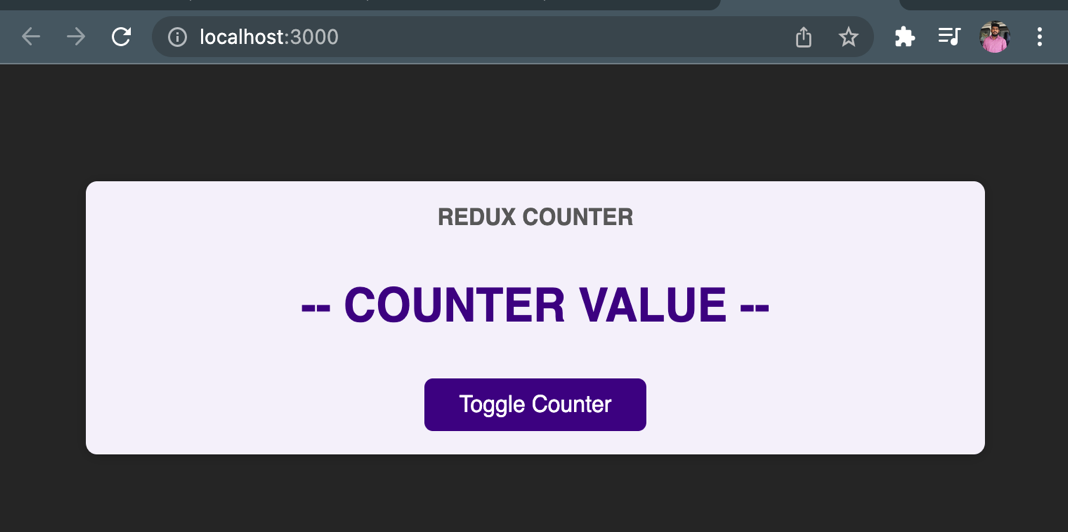 localhost:3000
REDUX COUNTER
-- COUNTER VALUE --
Toggle Counter